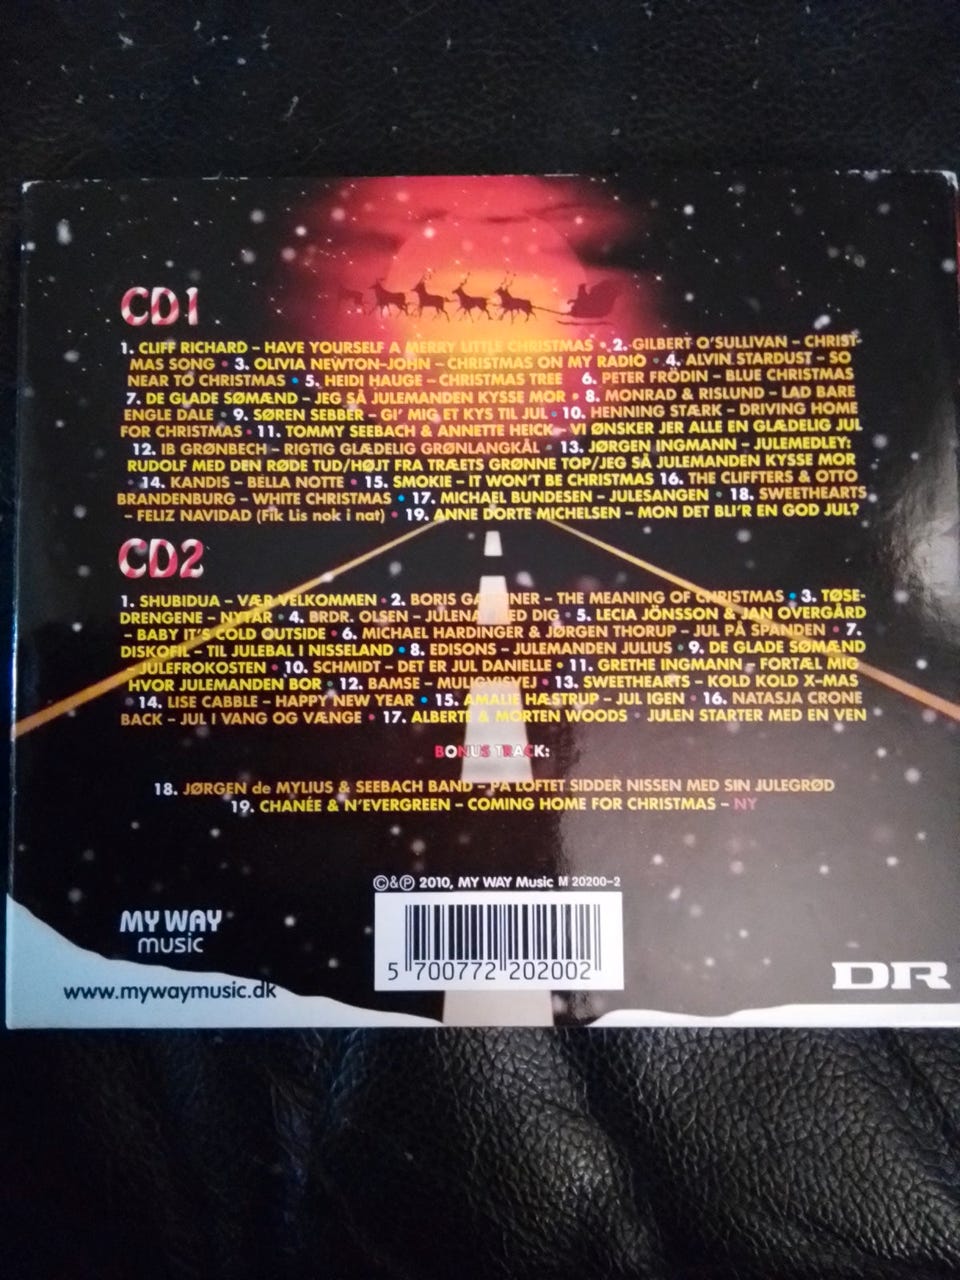 CD1
1. CLIFF RICHARD – HAVE YOURSELF A MERRY LITTLE CHRISTMAS • 2. GILBERT O'SULLIVAN – CHRIST-
MAS SONG • 3. OLIVIA NEWTON-JOHN – CHRISTMAS ON MY RADIO • 4. ALVIN STARDUST – SO
NEAR TO CHRISTMAS • 5. HEIDI HAUGE – CHRISTMAS TREE • 6. PETER FRÖDIN – BLUE CHRISTMAS
7. DE GLADE SØMÆND – JEG SÅ JULEMANDEN KYSSE MOR • 8. MONRAD & RISLUND – LAD BARE
ENGLE DALE • 9. SØREN SEBBER – GI' MIG ET KYS TIL JUL • 10. HENNING STÆRK – DRIVING HOME
FOR CHRISTMAS • 11. TOMMY SEEBACH & ANNETTE HEICK – VI ØNSKER JER ALLE EN GLÆDELIG JUL
12. IB GRØNBECH – RIGTIG GLÆDELIG GRØNLANGKÅL • 13. JØRGEN INGMANN – JULEMEDLEY:
RUDOLF MED DEN RØDE TUD/HØJT FRA TRÆETS GRØNNE TOP/JEG SÅ JULEMANDEN KYSSE MOR
• 14. KANDIS – BELLA NOTTE • 15. SMOKIE – IT WON'T BE CHRISTMAS 16. THE CLIFFTERS & OTTO
BRANDENBURG – WHITE CHRISTMAS • 17. MICHAEL BUNDESEN – JULESANGEN • 18. SWEETHEARTS
– FELIZ NAVIDAD (Fik Lis nok i nat) • 19. ANNE DORTE MICHELSEN – MON DET BLI'R EN GOD JUL?
CD2
1. SHUBIDUA – VÆR VELKOMMEN • 2. BORIS GARDINER – THE MEANING OF CHRISTMAS • 3. TØSE-
DRENGENE – NYTÅR • 4. BRDR. OLSEN – JULENAT MED DIG • 5. LECIA JÖNSSON & JAN OVERGÅRD
– BABY IT'S COLD OUTSIDE • 6. MICHAEL HARDINGER & JØRGEN THORUP – JUL PÅ SPANDEN • 7.
DISKOFIL – TIL JULEBAL I NISSELAND • 8. EDISONS – JULEMANDEN JULIUS • 9. DE GLADE SØMÆND
– JULEFROKOSTEN • 10. SCHMIDT – DET ER JUL DANIELLE • 11. GRETHE INGMANN – FORTÆL MIG
HVOR JULEMANDEN BOR • 12. BAMSE – MULIGVISVEJ • 13. SWEETHEARTS – KOLD KOLD X-MAS
• 14. LISE CABBLE – HAPPY NEW YEAR • 15. AMALIE HÆSTRUP – JUL IGEN • 16. NATASJA CRONE
BACK – JUL I VANG OG VÆNGE • 17. ALBERTE & MORTEN WOODS • JULEN STARTER MED EN VEN
BONUS TRACK:
18. JØRGEN de MYLIUS & SEEBACH BAND – PÅ LOFTET SIDDER NISSEN MED SIN JULEGRØD
19. CHANÉE & N'EVERGREEN – COMING HOME FOR CHRISTMAS – NY
©&℗ 2010, MY WAY Music M 20200-2
MY WAY
music
5 700772 202002
DR
www.mywaymusic.dk